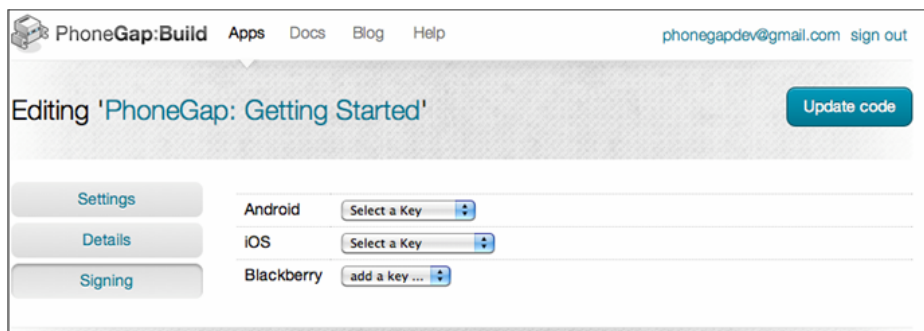 PhoneGap:Build Apps Docs Blog Help phonegapdev@gmail.com sign out
Editing 'PhoneGap: Getting Started' Update code
Settings
Details
Signing
Android Select a Key
iOS Select a Key
Blackberry add a key ...